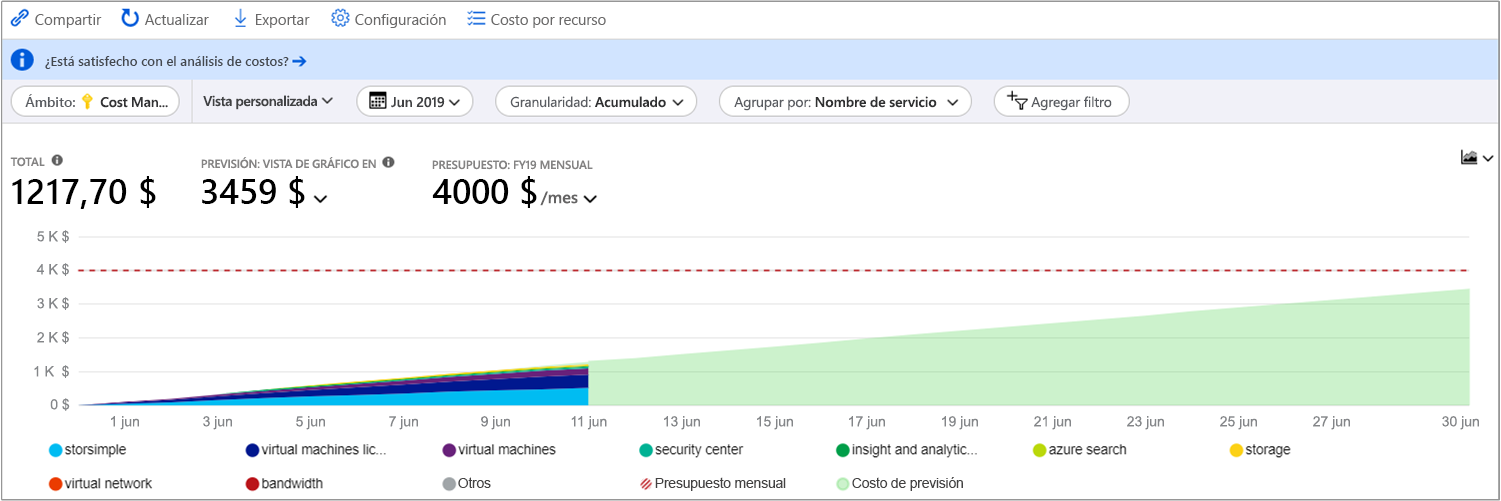 Compartir Actualizar Exportar Configuración Costo por recurso
¿Está satisfecho con el análisis de costos?
Ámbito: Cost Man... Vista personalizada Jun 2019 Granularidad: Acumulado Agrupar por: Nombre de servicio Agregar filtro
TOTAL PREVISIÓN: VISTA DE GRÁFICO EN PRESUPUESTO: FY19 MENSUAL
1217,70 $ 3459 $ 4000 $ /mes
5 K $
4 K $
3 K $
2 K $
1 K $
0 $
1 jun 3 jun 5 jun 7 jun 9 jun 11 jun 13 jun 15 jun 17 jun 19 jun 21 jun 23 jun 25 jun 27 jun 30 jun
storsimple virtual machines lic... virtual machines security center insight and analytic... azure search storage
virtual network bandwidth Otros Presupuesto mensual Costo de previsión